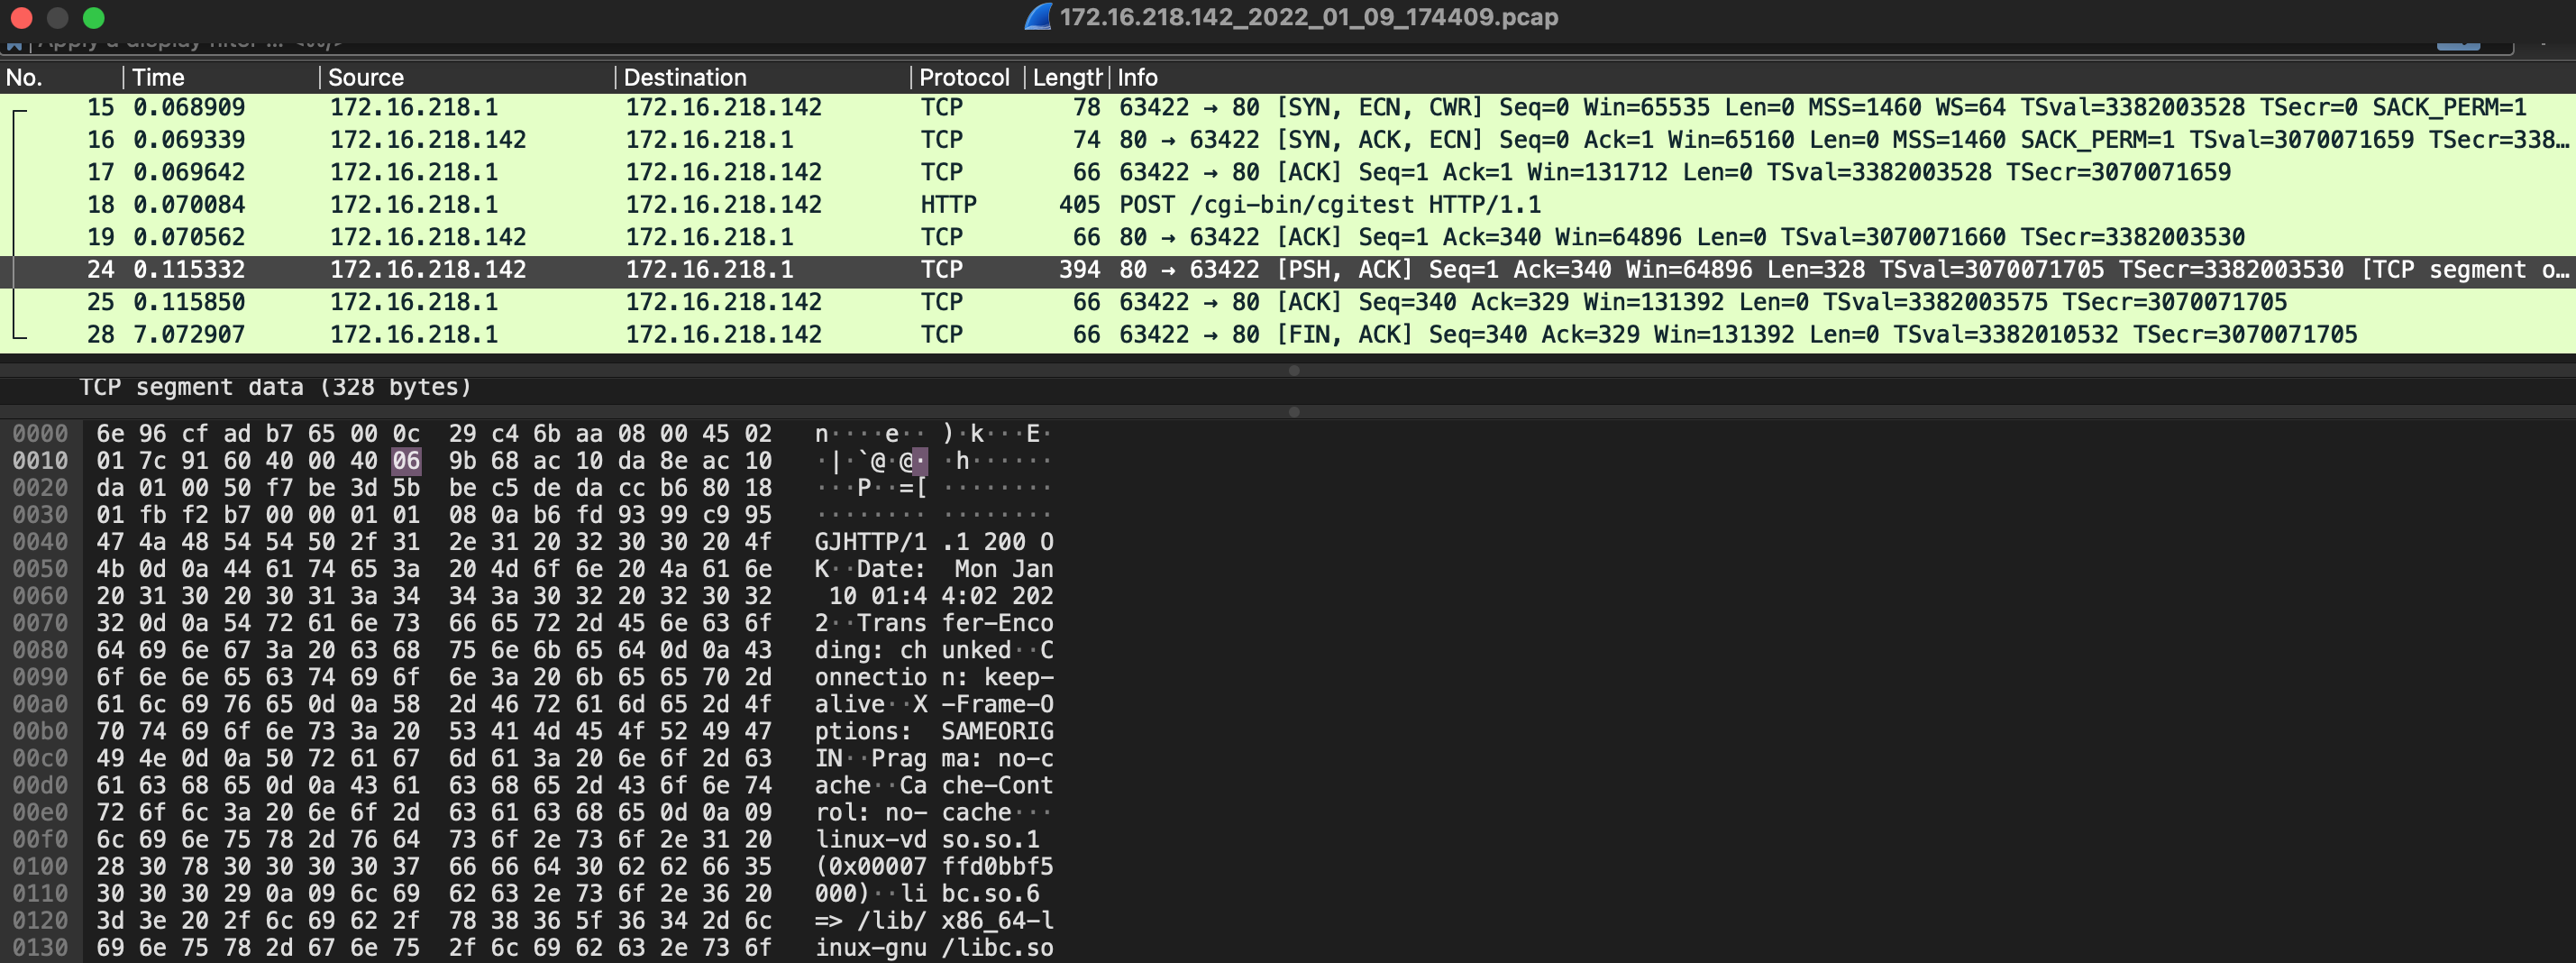 172.16.218.142_2022_01_09_174409.pcap
Apply a display filter ... <⌘/>
No. Time Source Destination Protocol Length Info
15 0.068909 172.16.218.1 172.16.218.142 TCP 78 63422 → 80 [SYN, ECN, CWR] Seq=0 Win=65535 Len=0 MSS=1460 WS=64 TSval=3382003528 TSecr=0 SACK_PERM=1
16 0.069339 172.16.218.142 172.16.218.1 TCP 74 80 → 63422 [SYN, ACK, ECN] Seq=0 Ack=1 Win=65160 Len=0 MSS=1460 SACK_PERM=1 TSval=3070071659 TSecr=338…
17 0.069642 172.16.218.1 172.16.218.142 TCP 66 63422 → 80 [ACK] Seq=1 Ack=1 Win=131712 Len=0 TSval=3382003528 TSecr=3070071659
18 0.070084 172.16.218.1 172.16.218.142 HTTP 405 POST /cgi-bin/cgitest HTTP/1.1
19 0.070562 172.16.218.142 172.16.218.1 TCP 66 80 → 63422 [ACK] Seq=1 Ack=340 Win=64896 Len=0 TSval=3070071660 TSecr=3382003530
24 0.115332 172.16.218.142 172.16.218.1 TCP 394 80 → 63422 [PSH, ACK] Seq=1 Ack=340 Win=64896 Len=328 TSval=3070071705 TSecr=3382003530 [TCP segment o…
25 0.115850 172.16.218.1 172.16.218.142 TCP 66 63422 → 80 [ACK] Seq=340 Ack=329 Win=131392 Len=0 TSval=3382003575 TSecr=3070071705
28 7.072907 172.16.218.1 172.16.218.142 TCP 66 63422 → 80 [FIN, ACK] Seq=340 Ack=329 Win=131392 Len=0 TSval=3382010532 TSecr=3070071705
TCP segment data (328 bytes)
0000 6e 96 cf ad b7 65 00 0c 29 c4 6b aa 08 00 45 02 n····e·· )·k···E·
0010 01 7c 91 60 40 00 40 06 9b 68 ac 10 da 8e ac 10 ·|·`@·@· ·h······
0020 da 01 00 50 f7 be 3d 5b be c5 de da cc b6 80 18 ···P··=[ ········
0030 01 fb f2 b7 00 00 01 01 08 0a b6 fd 93 99 c9 95 ········ ········
0040 47 4a 48 54 54 50 2f 31 2e 31 20 32 30 30 20 4f GJHTTP/1 .1 200 O
0050 4b 0d 0a 44 61 74 65 3a 20 4d 6f 6e 20 4a 61 6e K··Date:  Mon Jan
0060 20 31 30 20 30 31 3a 34 34 3a 30 32 20 32 30 32  10 01:4 4:02 202
0070 32 0d 0a 54 72 61 6e 73 66 65 72 2d 45 6e 63 6f 2··Trans fer-Enco
0080 64 69 6e 67 3a 20 63 68 75 6e 6b 65 64 0d 0a 43 ding: ch unked··C
0090 6f 6e 6e 65 63 74 69 6f 6e 3a 20 6b 65 65 70 2d onnectio n: keep-
00a0 61 6c 69 76 65 0d 0a 58 2d 46 72 61 6d 65 2d 4f alive··X -Frame-O
00b0 70 74 69 6f 6e 73 3a 20 53 41 4d 45 4f 52 49 47 ptions:  SAMEORIG
00c0 49 4e 0d 0a 50 72 61 67 6d 61 3a 20 6e 6f 2d 63 IN··Prag ma: no-c
00d0 61 63 68 65 0d 0a 43 61 63 68 65 2d 43 6f 6e 74 ache··Ca che-Cont
00e0 72 6f 6c 3a 20 6e 6f 2d 63 61 63 68 65 0d 0a 09 rol: no- cache···
00f0 6c 69 6e 75 78 2d 76 64 73 6f 2e 73 6f 2e 31 20 linux-vd so.so.1
0100 28 30 78 30 30 30 30 37 66 66 64 30 62 62 66 35 (0x00007 ffd0bbf5
0110 30 30 30 29 0a 09 6c 69 62 63 2e 73 6f 2e 36 20 000)··li bc.so.6
0120 3d 3e 20 2f 6c 69 62 2f 78 38 36 5f 36 34 2d 6c => /lib/ x86_64-l
0130 69 6e 75 78 2d 67 6e 75 2f 6c 69 62 63 2e 73 6f inux-gnu /libc.so